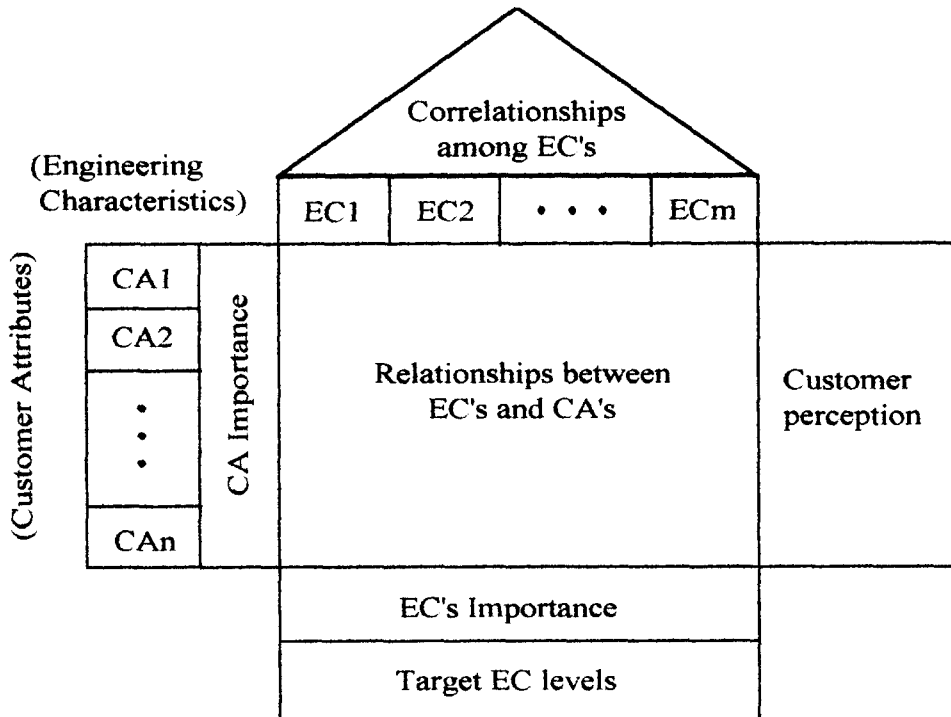 Correlationships
among EC's
(Engineering
Characteristics)
EC1
EC2
• • •
ECm
(Customer Attributes)
CA1
CA2
•
•
•
CAn
CA Importance
Relationships between
EC's and CA's
Customer
perception
EC's Importance
Target EC levels